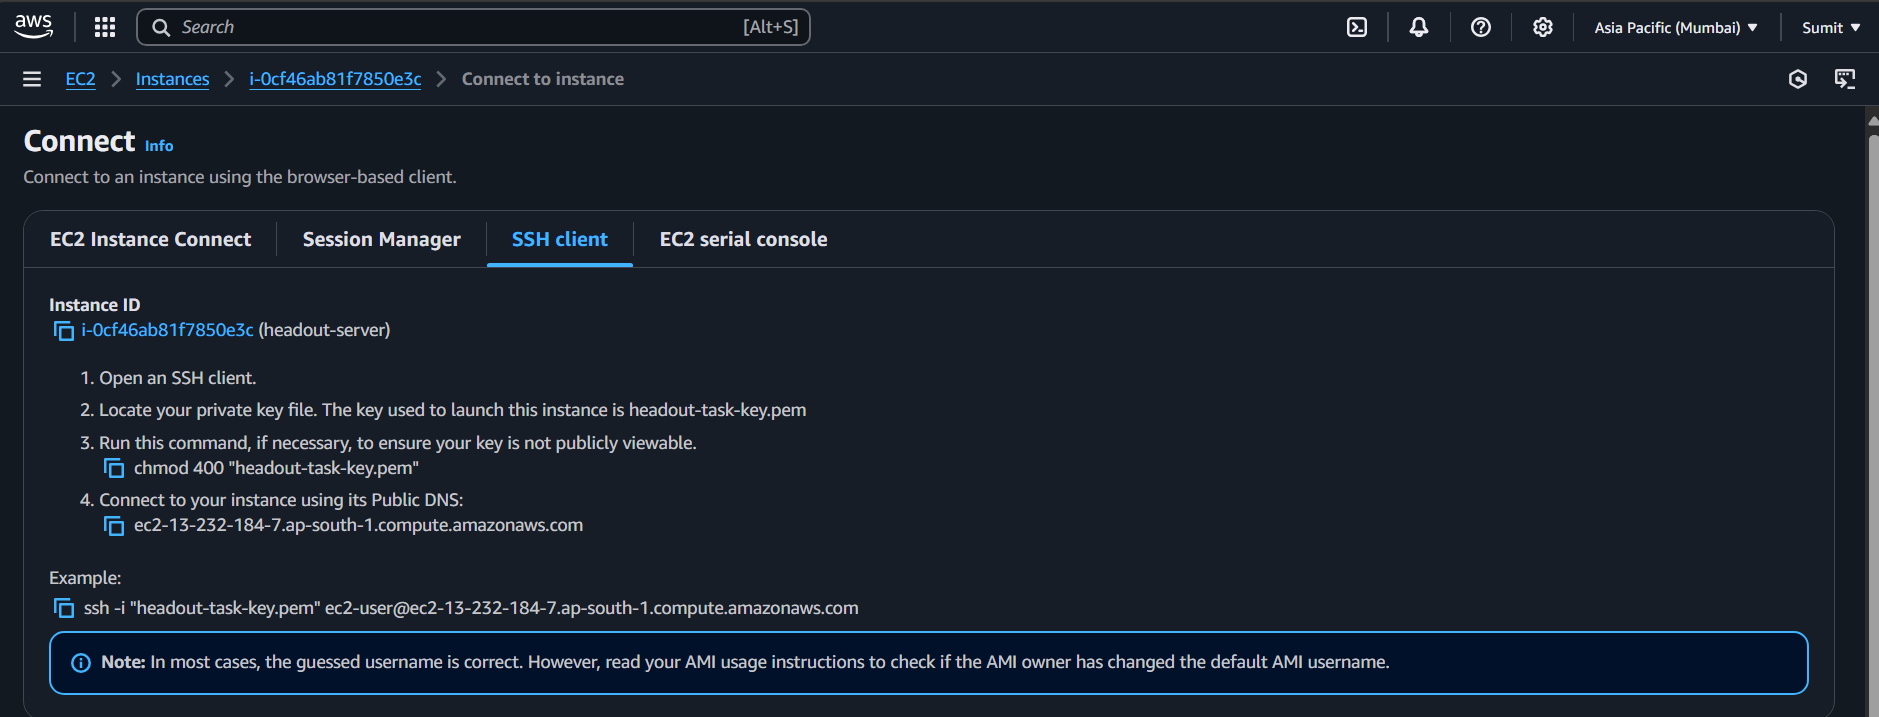 aws
Search [Alt+S]
Asia Pacific (Mumbai)
Sumit
EC2
Instances
i-0cf46ab81f7850e3c
Connect to instance
Connect Info
Connect to an instance using the browser-based client.
EC2 Instance Connect
Session Manager
SSH client
EC2 serial console
Instance ID
i-0cf46ab81f7850e3c (headout-server)
1. Open an SSH client.
2. Locate your private key file. The key used to launch this instance is headout-task-key.pem
3. Run this command, if necessary, to ensure your key is not publicly viewable.
chmod 400 "headout-task-key.pem"
4. Connect to your instance using its Public DNS:
ec2-13-232-184-7.ap-south-1.compute.amazonaws.com
Example:
ssh -i "headout-task-key.pem" ec2-user@ec2-13-232-184-7.ap-south-1.compute.amazonaws.com
Note: In most cases, the guessed username is correct. However, read your AMI usage instructions to check if the AMI owner has changed the default AMI username.